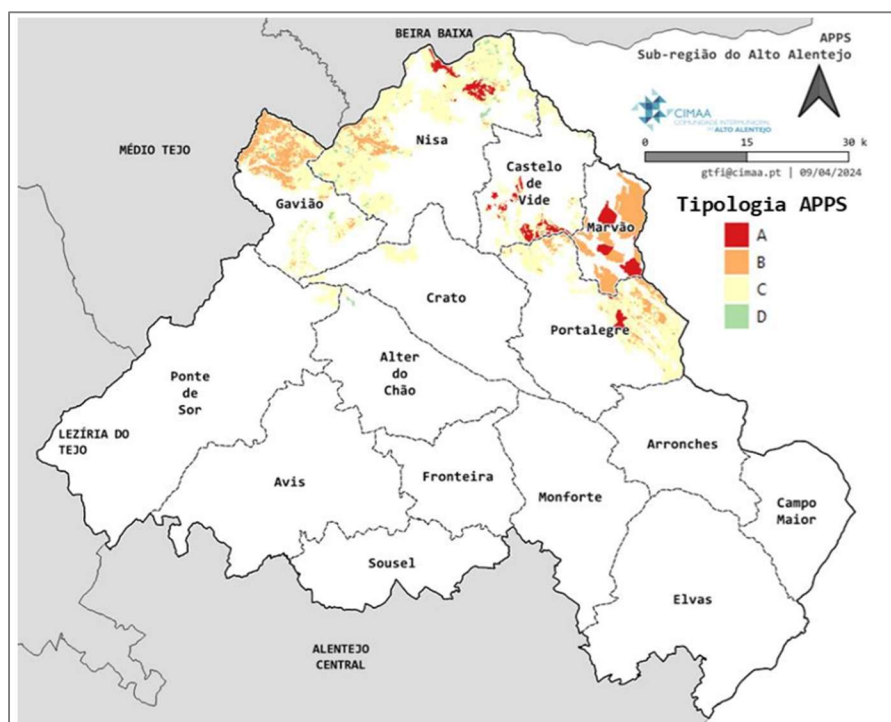 BEIRA BAIXA
APPS
Sub-região do Alto Alentejo
CIMAA
COMUNIDADE INTERMUNICIPAL
DO ALTO ALENTEJO
0 15 30 k
gtfi@cimaa.pt | 09/04/2024
MÉDIO TEJO
Nisa
Castelo
de
Vide
Gavião
Marvão
Tipologia APPS
A
B
C
D
Crato
Portalegre
Alter
do
Chão
Ponte
de
Sor
LEZÍRIA DO
TEJO
Arronches
Avis
Fronteira
Monforte
Campo
Maior
Sousel
Elvas
ALENTEJO
CENTRAL